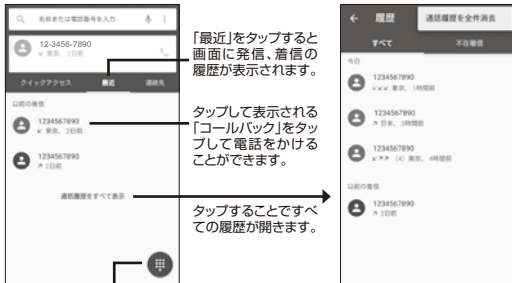 名前または電話番号を入力
12-3456-7890
東京、2日前
クイックアクセス 最近 連絡先
以前の着信
1234567890
東京、2日前
1234567890
2日前
通話履歴をすべて表示
「最近」をタップすると
画面に発信、着信の
履歴が表示されます。
タップして表示される
「コールバック」をタッ
プして電話をかける
ことができます。
タップすることですべ
ての履歴が開きます。
履歴 通話履歴を全件消去
すべて 不在着信
今日
1234567890
東京、1時間前
1234567890
日本、3時間前
1234567890
(4) 東京、4時間前
以前の着信
1234567890
2日前